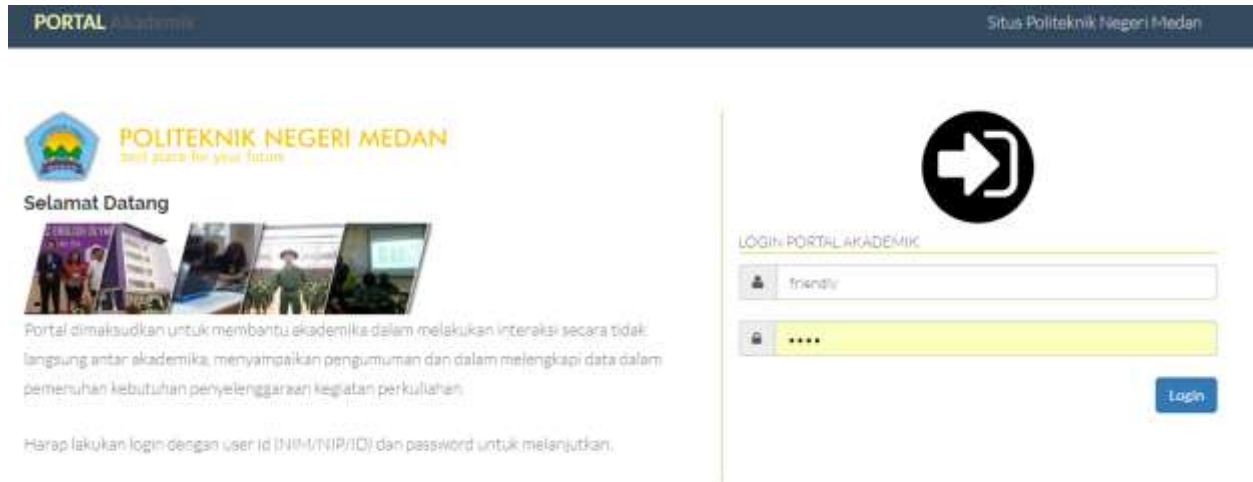 PORTAL Akademik
Situs Politeknik Negeri Medan
POLITEKNIK NEGERI MEDAN
best place for your future
Selamat Datang
Portal dimaksudkan untuk membantu akademika dalam melakukan interaksi secara tidak
langsung antar akademika, menyampaikan pengumuman dan dalam melengkapi data dalam
pemenuhan kebutuhan penyelenggaraan kegiatan perkuliahan.
Harap lakukan login dengan user id (NIM/NIP/ID) dan password untuk melanjutkan.
LOGIN PORTAL AKADEMIK
friendly
••••
Login